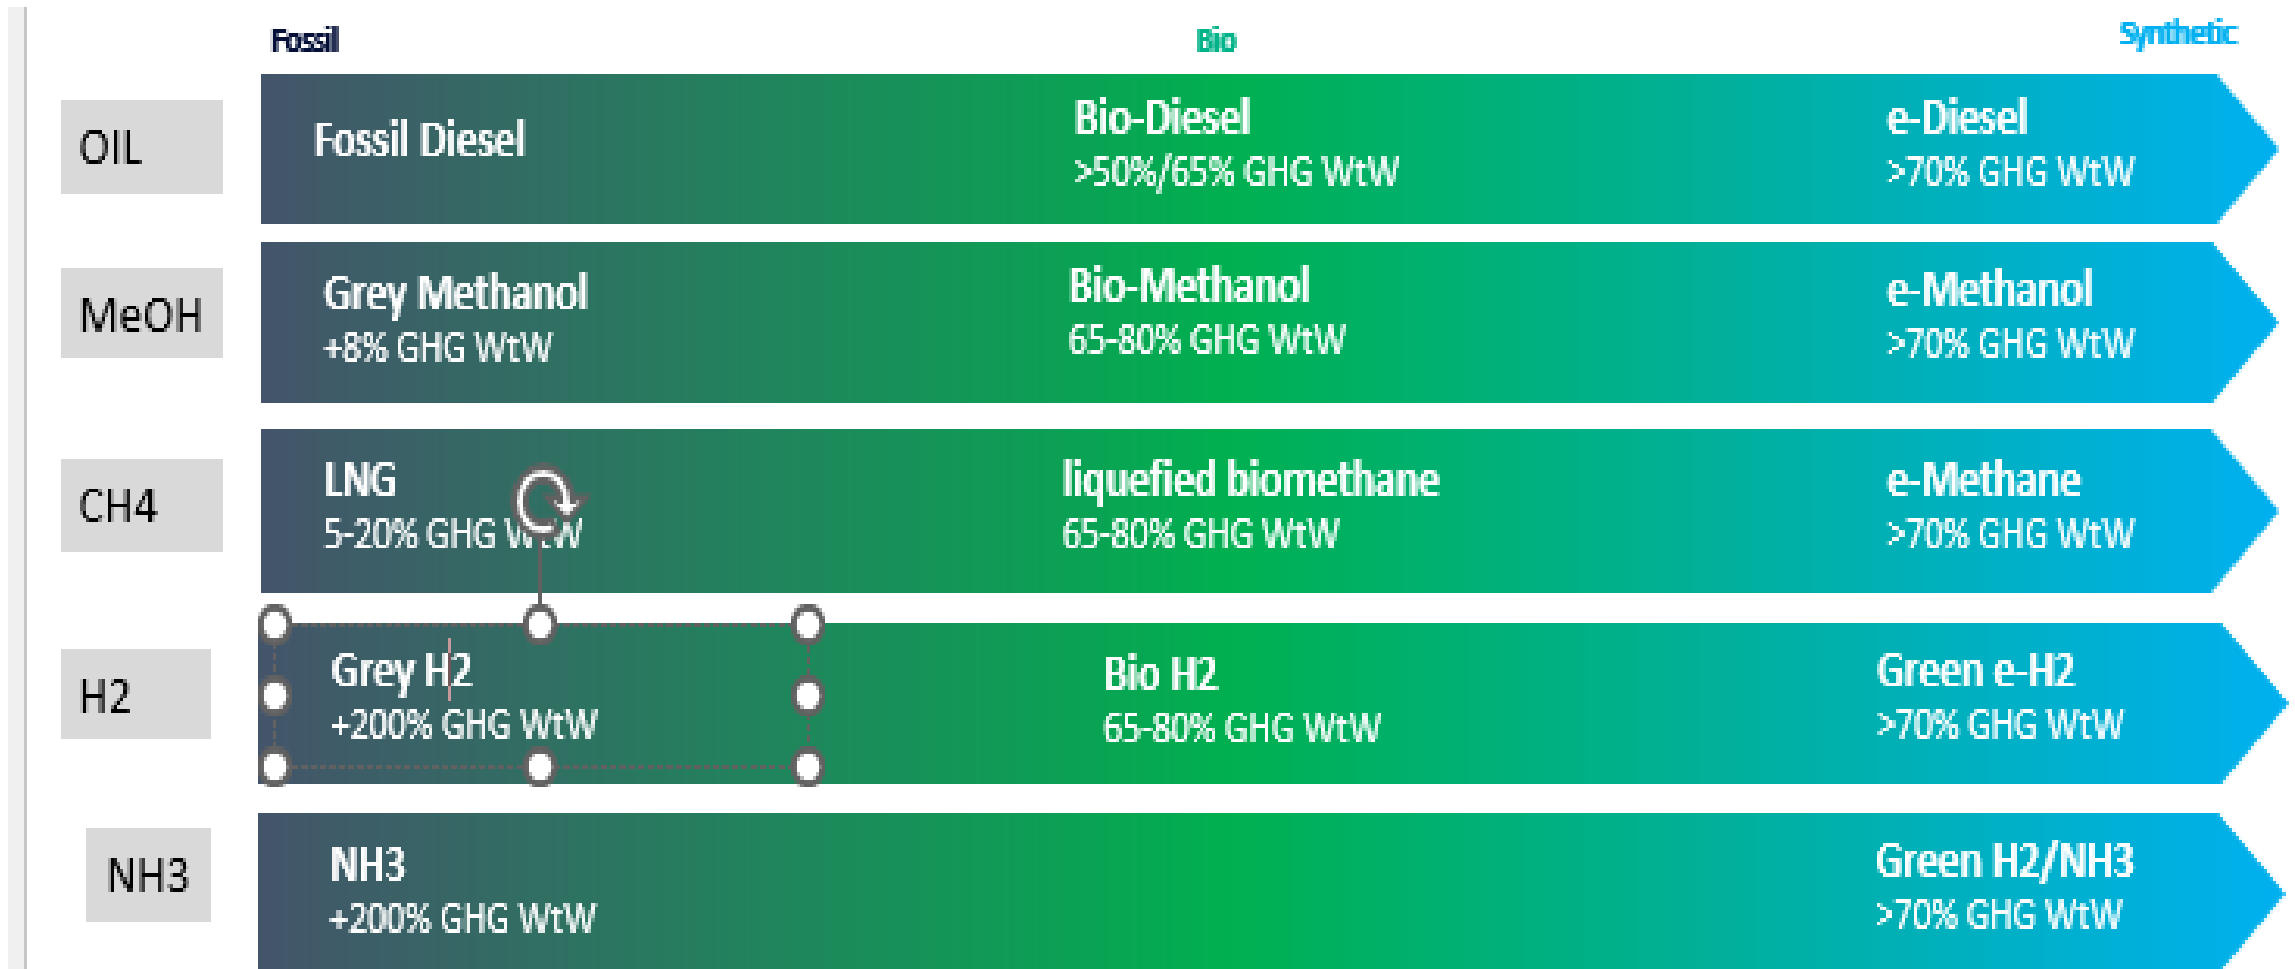 Fossil Bio Synthetic
OIL
Fossil Diesel
Bio-Diesel
>50%/65% GHG WtW
e-Diesel
>70% GHG WtW
MeOH
Grey Methanol
+8% GHG WtW
Bio-Methanol
65-80% GHG WtW
e-Methanol
>70% GHG WtW
CH4
LNG
5-20% GHG WtW
liquefied biomethane
65-80% GHG WtW
e-Methane
>70% GHG WtW
H2
Grey H2
+200% GHG WtW
Bio H2
65-80% GHG WtW
Green e-H2
>70% GHG WtW
NH3
NH3
+200% GHG WtW
Green H2/NH3
>70% GHG WtW